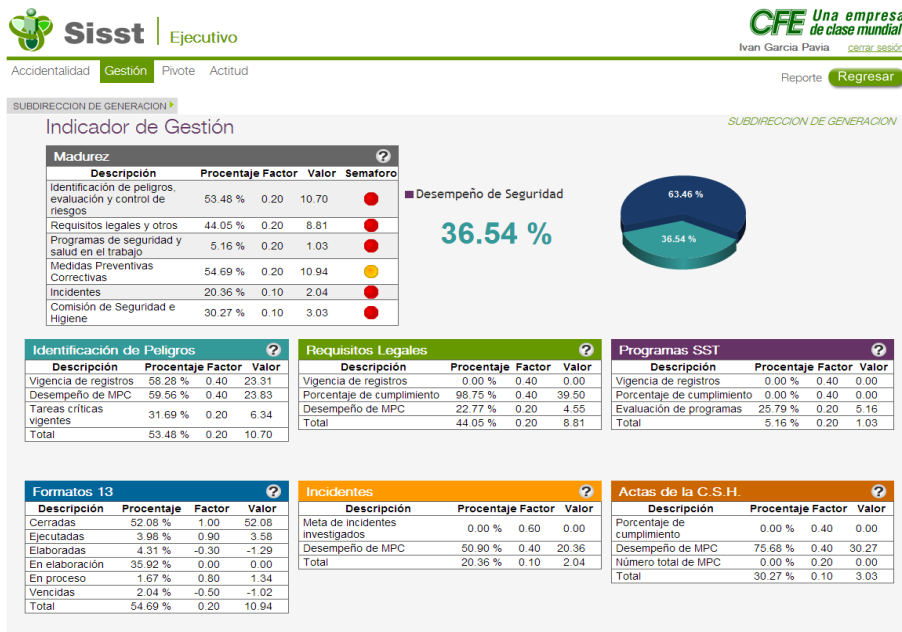 Sisst Ejecutivo
CFE Una empresa de clase mundial
Ivan Garcia Pavia cerrar sesión
Accidentalidad Gestión Pivote Actitud
Reporte Regresar
SUBDIRECCION DE GENERACION
Indicador de Gestión
SUBDIRECCION DE GENERACION
Madurez ?
Descripción Procentaje Factor Valor Semaforo
Identificación de peligros,
evaluación y control de
riesgos
53.48 % 0.20 10.70
Requisitos legales y otros 44.05 % 0.20 8.81
Programas de seguridad y
salud en el trabajo
5.16 % 0.20 1.03
Medidas Preventivas
Correctivas
54.69 % 0.20 10.94
Incidentes 20.36 % 0.10 2.04
Comisión de Seguridad e
Higiene
30.27 % 0.10 3.03
Desempeño de Seguridad
36.54 %
63.46 %
36.54 %
Identificación de Peligros ?
Descripción Procentaje Factor Valor
Vigencia de registros 58.28 % 0.40 23.31
Desempeño de MPC 59.56 % 0.40 23.83
Tareas críticas
vigentes
31.69 % 0.20 6.34
Total 53.48 % 0.20 10.70
Requisitos Legales ?
Descripción Procentaje Factor Valor
Vigencia de registros 0.00 % 0.40 0.00
Porcentaje de cumplimiento 98.75 % 0.40 39.50
Desempeño de MPC 22.77 % 0.20 4.55
Total 44.05 % 0.20 8.81
Programas SST ?
Descripción Procentaje Factor Valor
Vigencia de registros 0.00 % 0.40 0.00
Porcentaje de cumplimiento 0.00 % 0.40 0.00
Evaluación de programas 25.79 % 0.20 5.16
Total 5.16 % 0.20 1.03
Formatos 13 ?
Descripción Procentaje Factor Valor
Cerradas 52.08 % 1.00 52.08
Ejecutadas 3.98 % 0.90 3.58
Elaboradas 4.31 % -0.30 -1.29
En elaboración 35.92 % 0.00 0.00
En proceso 1.67 % 0.80 1.34
Vencidas 2.04 % -0.50 -1.02
Total 54.69 % 0.20 10.94
Incidentes ?
Descripción Procentaje Factor Valor
Meta de incidentes
investigados
0.00 % 0.60 0.00
Desempeño de MPC 50.90 % 0.40 20.36
Total 20.36 % 0.10 2.04
Actas de la C.S.H. ?
Descripción Procentaje Factor Valor
Porcentaje de
cumplimiento
0.00 % 0.40 0.00
Desempeño de MPC 75.68 % 0.40 30.27
Número total de MPC 0.00 % 0.20 0.00
Total 30.27 % 0.10 3.03